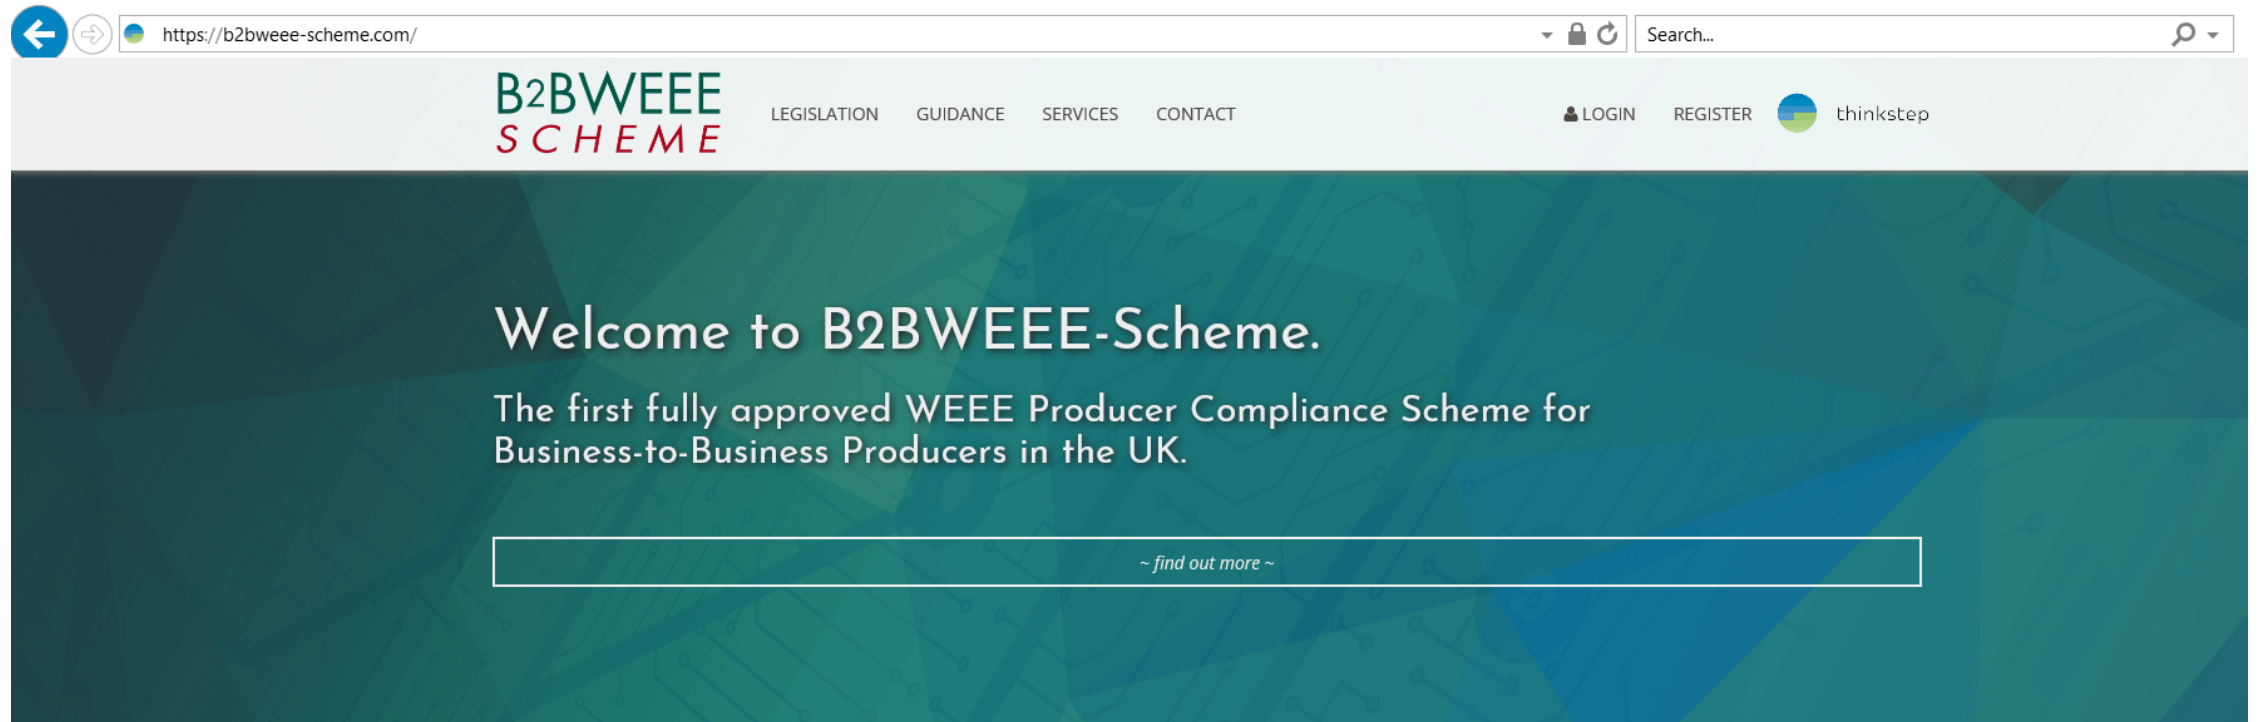 https://b2bweee-scheme.com/ Search...
B2BWEEE
SCHEME
LEGISLATION GUIDANCE SERVICES CONTACT LOGIN REGISTER thinkstep
Welcome to B2BWEEE-Scheme.
The first fully approved WEEE Producer Compliance Scheme for
Business-to-Business Producers in the UK.
~ find out more ~